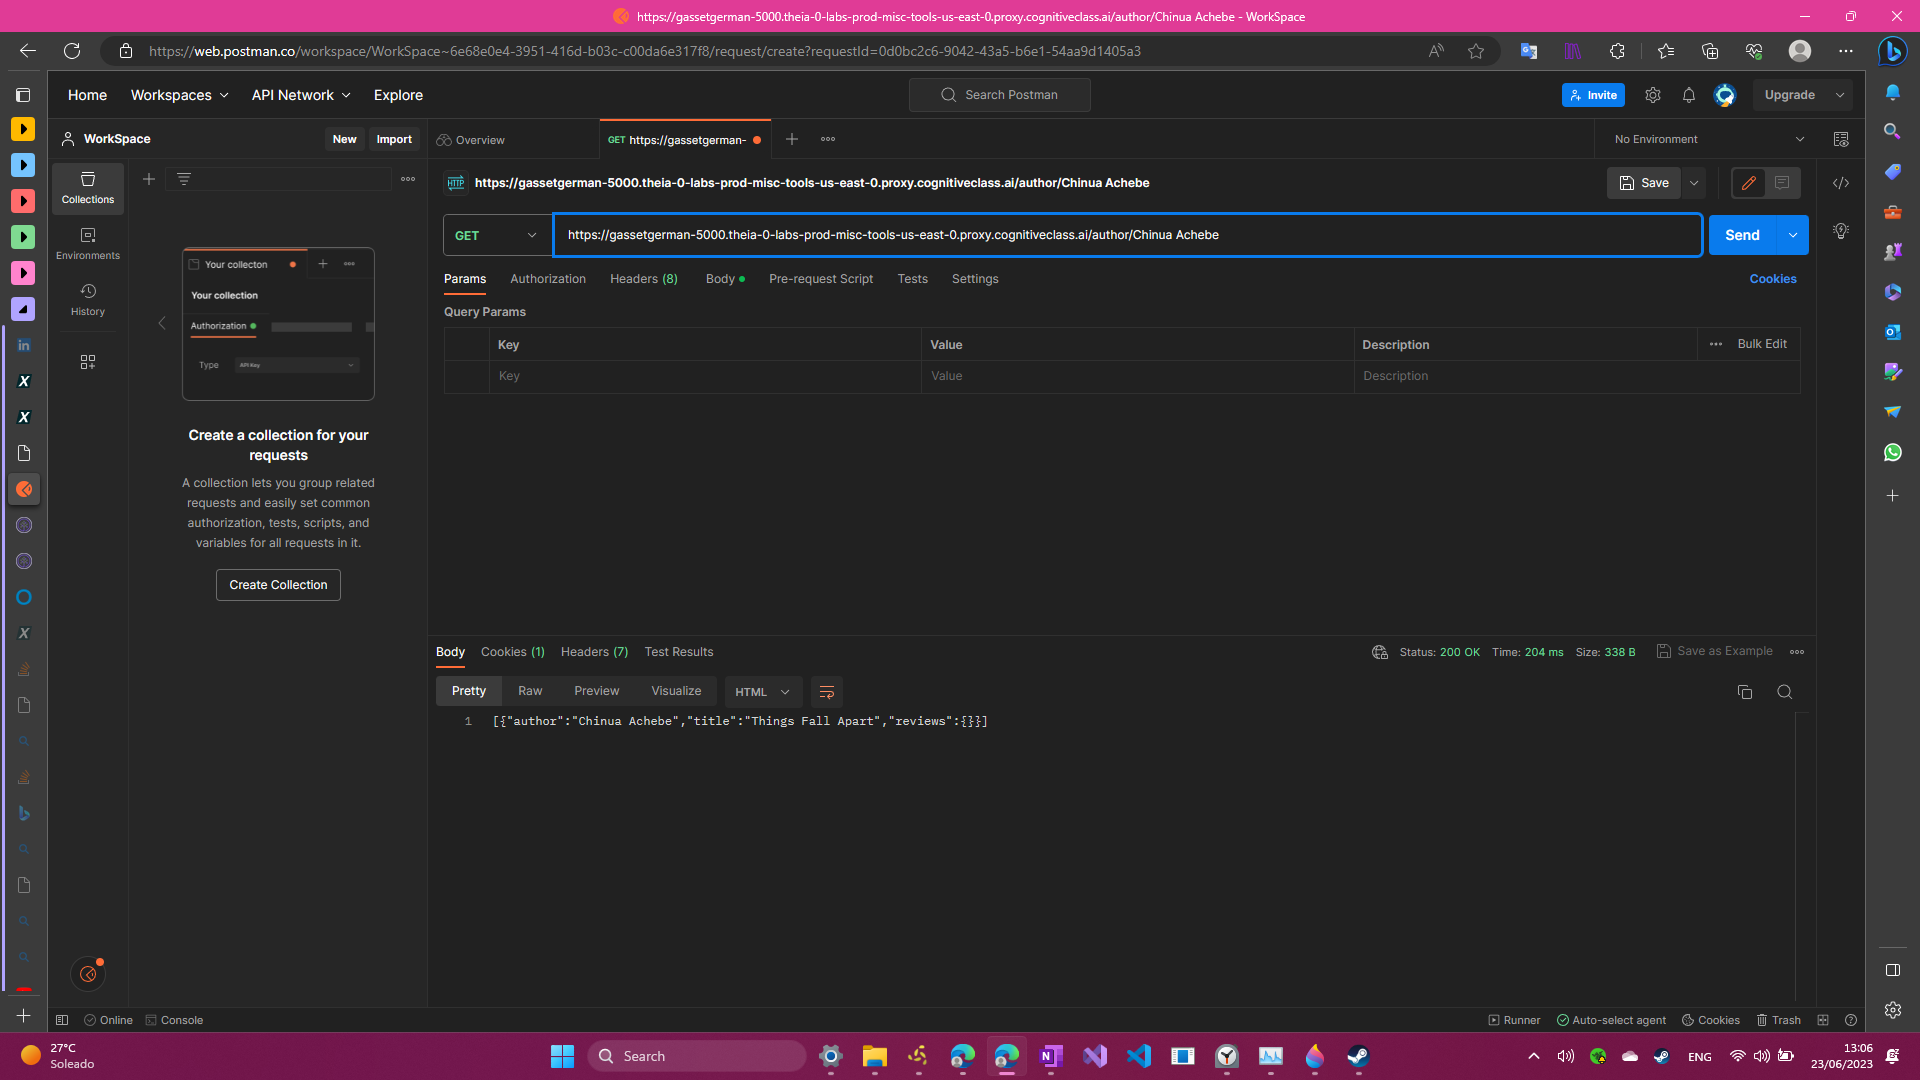 https://gassetgerman-5000.theia-0-labs-prod-misc-tools-us-east-0.proxy.cognitiveclass.ai/author/Chinua Achebe - WorkSpace
https://web.postman.co/workspace/WorkSpace~6e68e0e4-3951-416d-b03c-c00da6e317f8/request/create?requestId=0d0bc2c6-9042-43a5-b6e1-54aa9d1405a3
Home Workspaces API Network Explore Search Postman Invite Upgrade
WorkSpace New Import Overview GET https://gassetgerman- No Environment
Collections
Environments
History
Your collecton
Your collection
Authorization
Type API Key
Create a collection for your
requests
A collection lets you group related
requests and easily set common
authorization, tests, scripts, and
variables for all requests in it.
Create Collection
HTTP https://gassetgerman-5000.theia-0-labs-prod-misc-tools-us-east-0.proxy.cognitiveclass.ai/author/Chinua Achebe Save
GET https://gassetgerman-5000.theia-0-labs-prod-misc-tools-us-east-0.proxy.cognitiveclass.ai/author/Chinua Achebe Send
Params Authorization Headers (8) Body Pre-request Script Tests Settings Cookies
Query Params
Key Value Description Bulk Edit
Key Value Description
Body Cookies (1) Headers (7) Test Results Status: 200 OK Time: 204 ms Size: 338 B Save as Example
Pretty Raw Preview Visualize HTML
1 [{"author":"Chinua Achebe","title":"Things Fall Apart","reviews":{}}]
Online Console Runner Auto-select agent Cookies Trash
27°C
Soleado
Search
ENG
13:06
23/06/2023